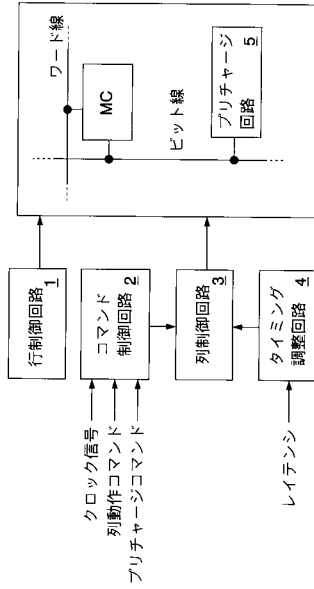 クロック信号
列動作コマンド
プリチャージコマンド
レイテンシ
行制御回路
1
コマンド
制御回路
2
列制御回路
3
タイミング
調整回路
4
ワード線
MC
ビット線
プリチャージ
回路
5